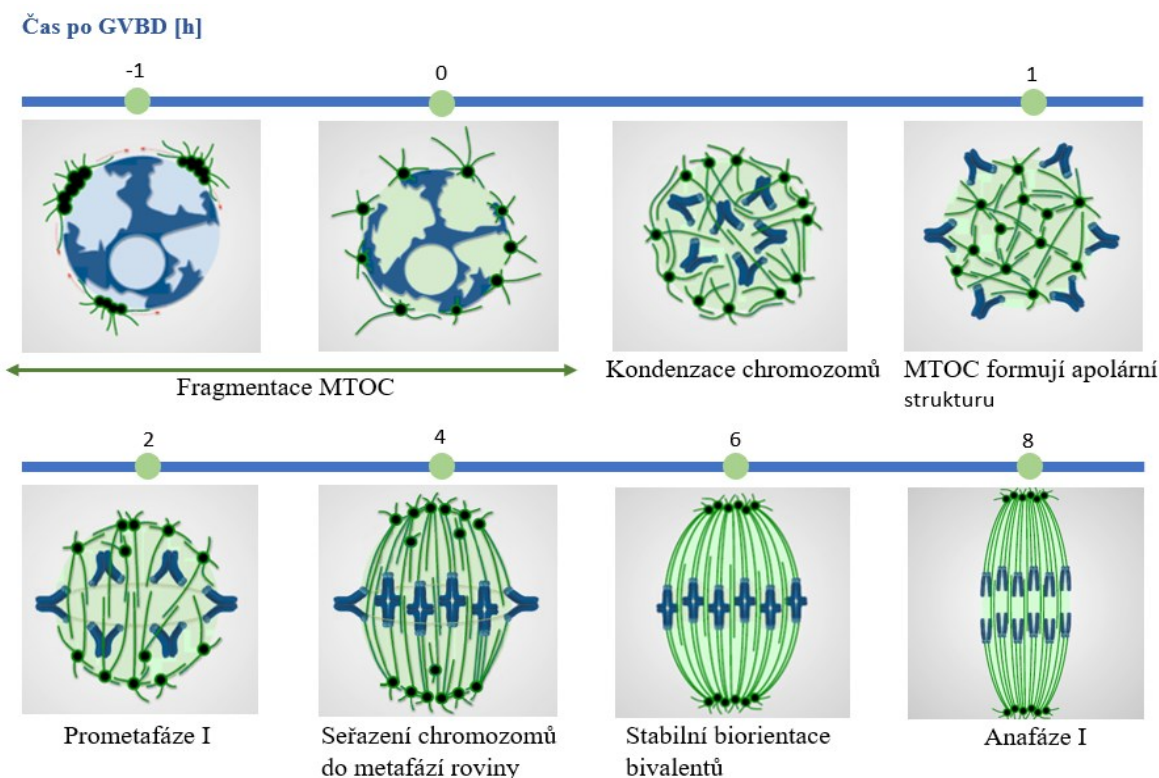 Čas po GVBD [h]
-1
0
1
Fragmentace MTOC
Kondenzace chromozomů
MTOC formují apolární
strukturu
2
4
6
8
Prometafáze I
Seřazení chromozomů
do metafází roviny
Stabilní biorientace
bivalentů
Anafáze I